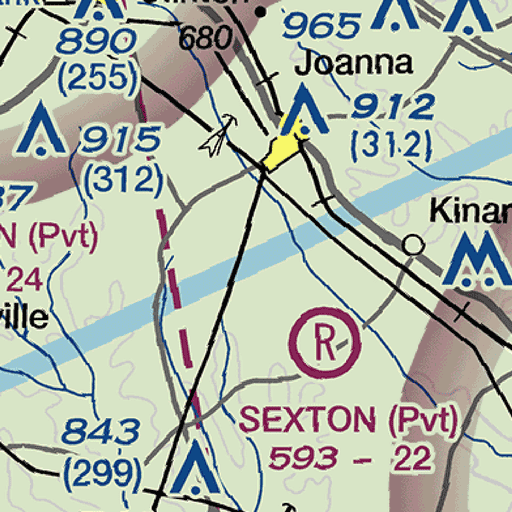 680
965
890
(255)
Joanna
912
(312)
915
(312)
37
N (Pvt)
24
ville
Kinar
R
SEXTON (Pvt)
593 - 22
843
(299)